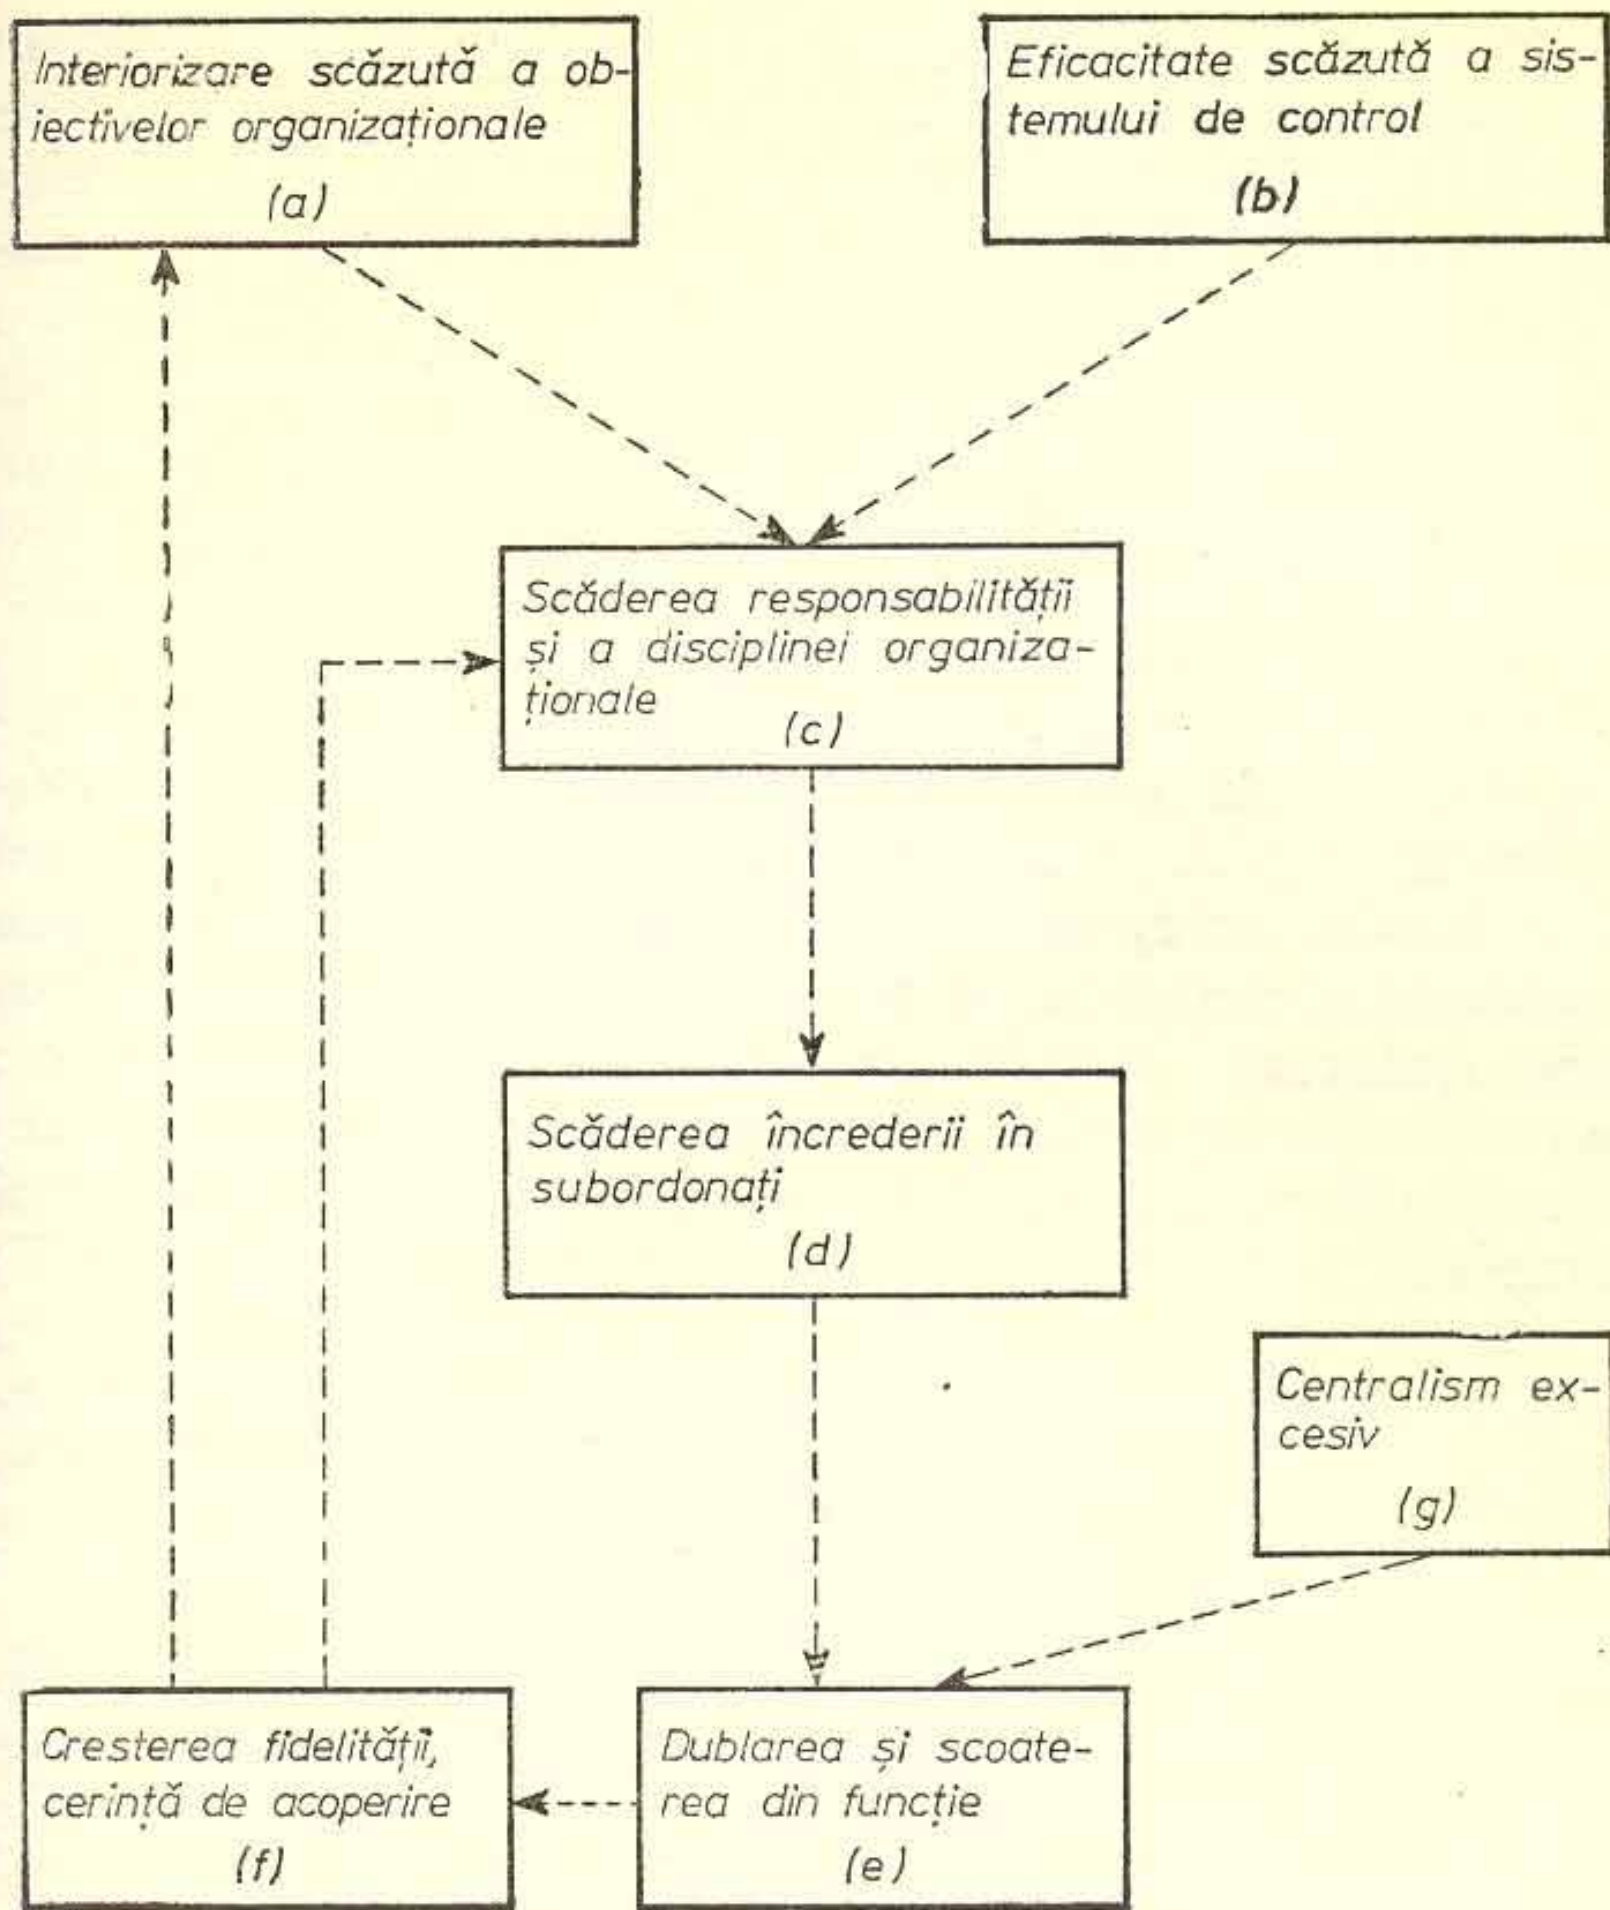 Interiorizare scăzută a ob-
iectivelor organizaționale
(a)
Eficacitate scăzută a sis-
temului de control
(b)
Scăderea responsabilității
și a disciplinei organiza-
ționale
(c)
Scăderea încrederii în
subordonați
(d)
Centralism ex-
cesiv
(g)
Cresterea fidelității,
cerință de acoperire
(f)
Dublarea și scoate-
rea din funcție
(e)